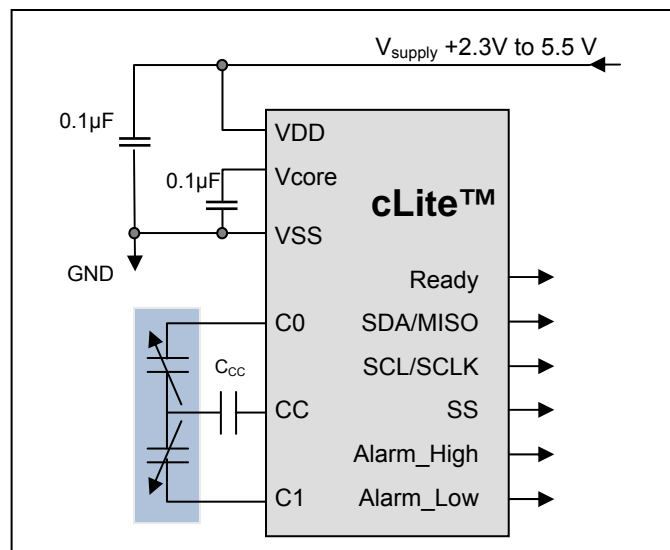 V_supply +2.3V to 5.5 V
0.1µF
VDD
0.1µF
Vcore
cLite™
VSS
GND
Ready
C0
SDA/MISO
C_CC
SCL/SCLK
CC
SS
Alarm_High
C1
Alarm_Low